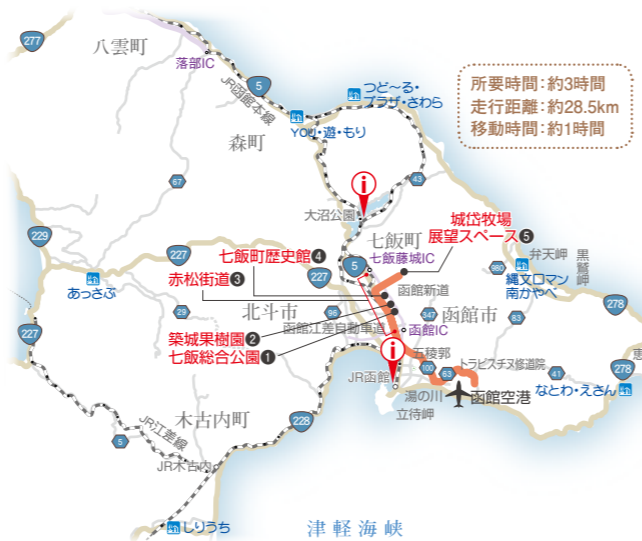 277
八雲町
落部IC
5
JR函館本線
つど～る・
プラザ・さわら
YOU・遊・もり
森町
所要時間：約3時間
走行距離：約28.5km
移動時間：約1時間
67
43
i
大沼公園
229
城岱牧場
展望スペース❺
七飯町
七飯藤城IC
七飯町歴史館❹
227
5
227
赤松街道❸
函館新道
980
弁天岬
黒鷲岬
縄文ロマン
南かやべ
あっさぶ
29
北斗市
96
函館市
278
函館江差自動車道
347
83
227
築城果樹園❷
七飯総合公園❶
函館IC
i
五稜郭
トラピスチヌ修道院
恵
100
63
41
278
JR函館
湯の川
函館空港
なとわ・えさん
立待岬
木古内町
228
JR江差線
5
JR木古内
しりうち
津軽海峡